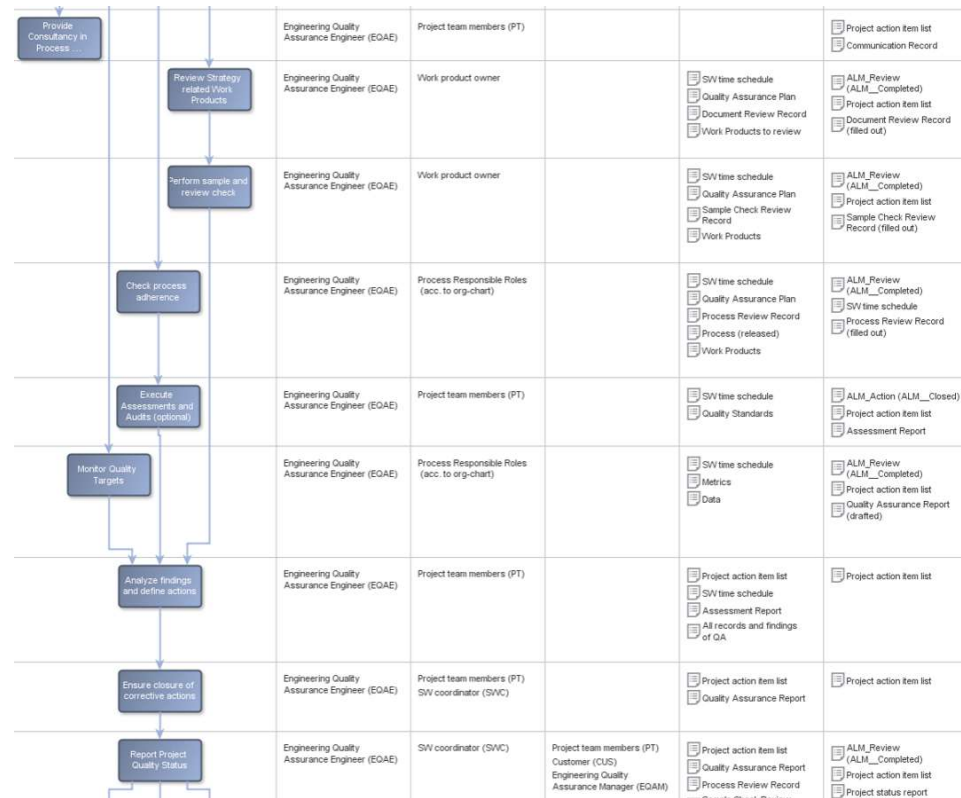 Provide
Consultancy in
Process ...
Engineering Quality
Assurance Engineer (EQAE)
Project team members (PT)
Project action item list
Communication Record
Review Strategy
related Work
Products
Engineering Quality
Assurance Engineer (EQAE)
Work product owner
SW time schedule
Quality Assurance Plan
Document Review Record
Work Products to review
ALM_Review
(ALM__Completed)
Project action item list
Document Review Record
(filled out)
Perform sample and
review check
Engineering Quality
Assurance Engineer (EQAE)
Work product owner
SW time schedule
Quality Assurance Plan
Sample Check Review
Record
Work Products
ALM_Review
(ALM__Completed)
Project action item list
Sample Check Review
Record (filled out)
Check process
adherence
Engineering Quality
Assurance Engineer (EQAE)
Process Responsible Roles
(acc. to org-chart)
SW time schedule
Quality Assurance Plan
Process Review Record
Process (released)
Work Products
ALM_Review
(ALM__Completed)
SW time schedule
Process Review Record
(filled out)
Execute
Assessments and
Audits (optional)
Engineering Quality
Assurance Engineer (EQAE)
Project team members (PT)
SW time schedule
Quality Standards
ALM_Action (ALM__Closed)
Project action item list
Assessment Report
Monitor Quality
Targets
Engineering Quality
Assurance Engineer (EQAE)
Process Responsible Roles
(acc. to org-chart)
SW time schedule
Metrics
Data
ALM_Review
(ALM__Completed)
Project action item list
Quality Assurance Report
(drafted)
Analyze findings
and define actions
Engineering Quality
Assurance Engineer (EQAE)
Project team members (PT)
Project action item list
SW time schedule
Assessment Report
All records and findings
of QA
Project action item list
Ensure closure of
corrective actions
Engineering Quality
Assurance Engineer (EQAE)
Project team members (PT)
SW coordinator (SWC)
Project action item list
Quality Assurance Report
Project action item list
Report Project
Quality Status
Engineering Quality
Assurance Engineer (EQAE)
SW coordinator (SWC)
Project team members (PT)
Customer (CUS)
Engineering Quality
Assurance Manager (EQAM)
Project action item list
Quality Assurance Report
Process Review Record
ALM_Review
(ALM__Completed)
Project action item list
Project status report